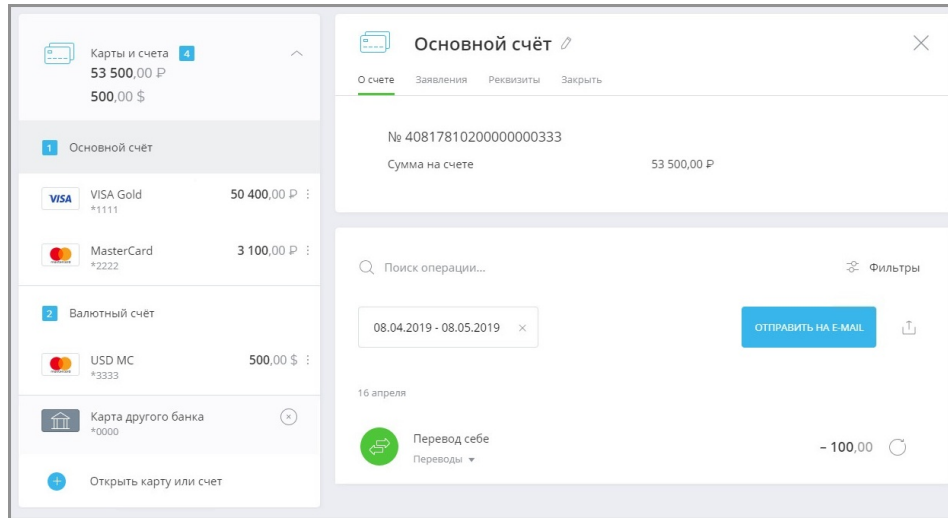 Карты и счета 4
53 500,00 ₽
500,00 $
1 Основной счёт
VISA VISA Gold 50 400,00 ₽
*1111
MasterCard 3 100,00 ₽
*2222
2 Валютный счёт
USD MC 500,00 $
*3333
Карта другого банка
*0000
Открыть карту или счет
Основной счёт
О счете Заявления Реквизиты Закрыть
№ 40817810200000000333
Сумма на счете 53 500,00 ₽
Поиск операции... Фильтры
08.04.2019 - 08.05.2019 ОТПРАВИТЬ НА E-MAIL
16 апреля
Перевод себе – 100,00
Переводы